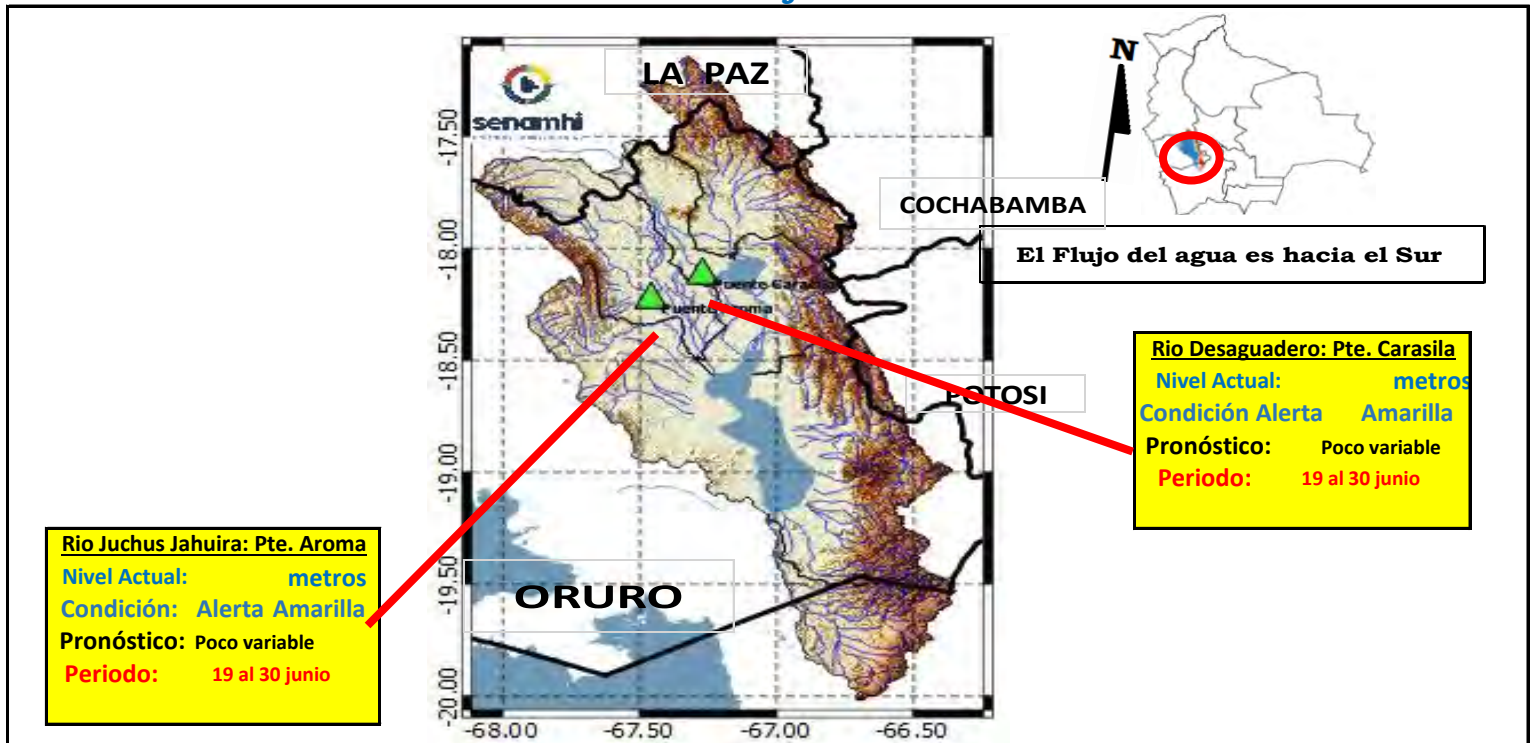 LA PAZ
senamhi
N
COCHABAMBA
El Flujo del agua es hacia el Sur
POTOSI
ORURO
Puente
Puente
Rio Desaguadero: Pte. Carasila
Nivel Actual: metros
Condición Alerta Amarilla
Pronóstico: Poco variable
Periodo: 19 al 30 junio
Rio Juchus Jahuira: Pte. Aroma
Nivel Actual: metros
Condición: Alerta Amarilla
Pronóstico: Poco variable
Periodo: 19 al 30 junio
-17.50
-18.00
-18.50
-19.00
-19.50
-20.00
-68.00 -67.50 -67.00 -66.50